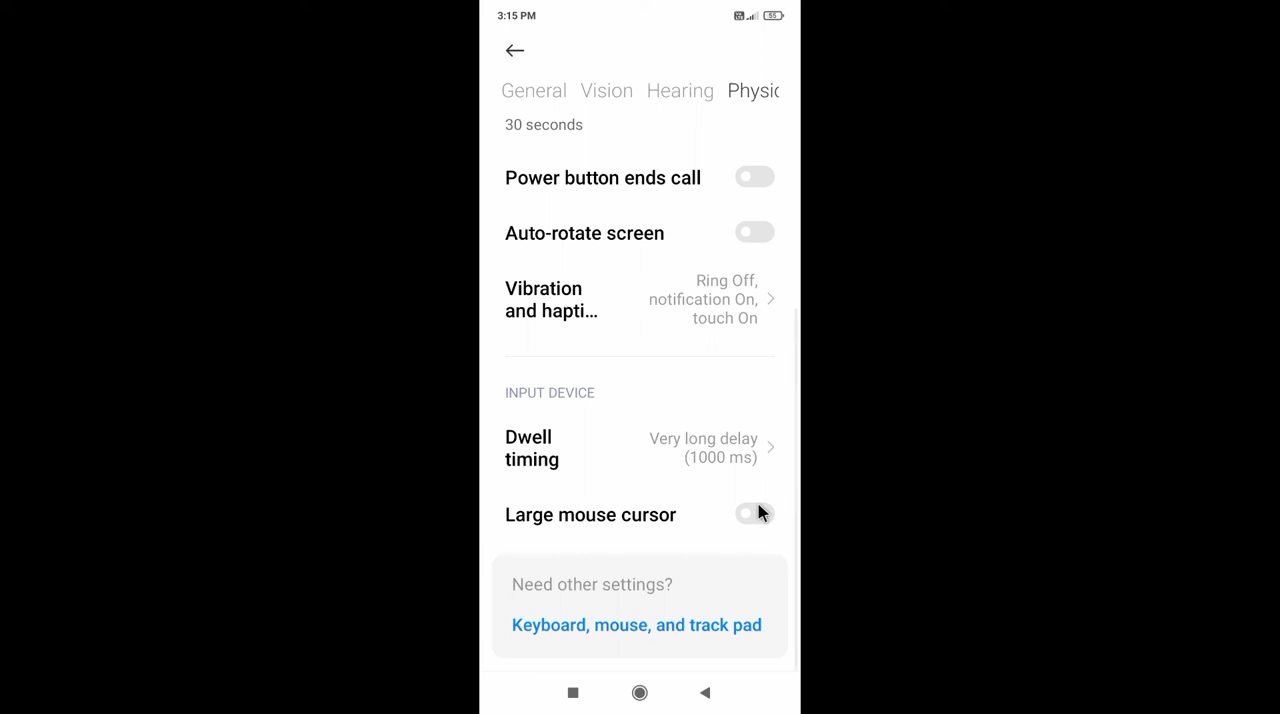 3:15 PM
55
General Vision Hearing Physic
30 seconds
Power button ends call
Auto-rotate screen
Vibration
and hapti...
Ring Off,
notification On,
touch On
INPUT DEVICE
Dwell
timing
Very long delay
(1000 ms)
Large mouse cursor
Need other settings?
Keyboard, mouse, and track pad